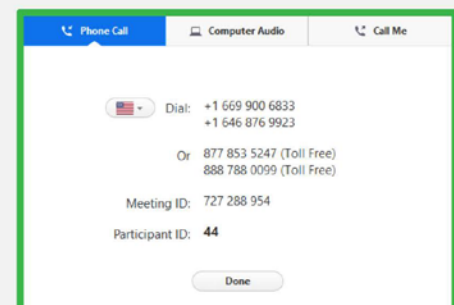 Phone Call Computer Audio Call Me
Dial: +1 669 900 6833
+1 646 876 9923
Or 877 853 5247 (Toll Free)
888 788 0099 (Toll Free)
Meeting ID: 727 288 954
Participant ID: 44
Done